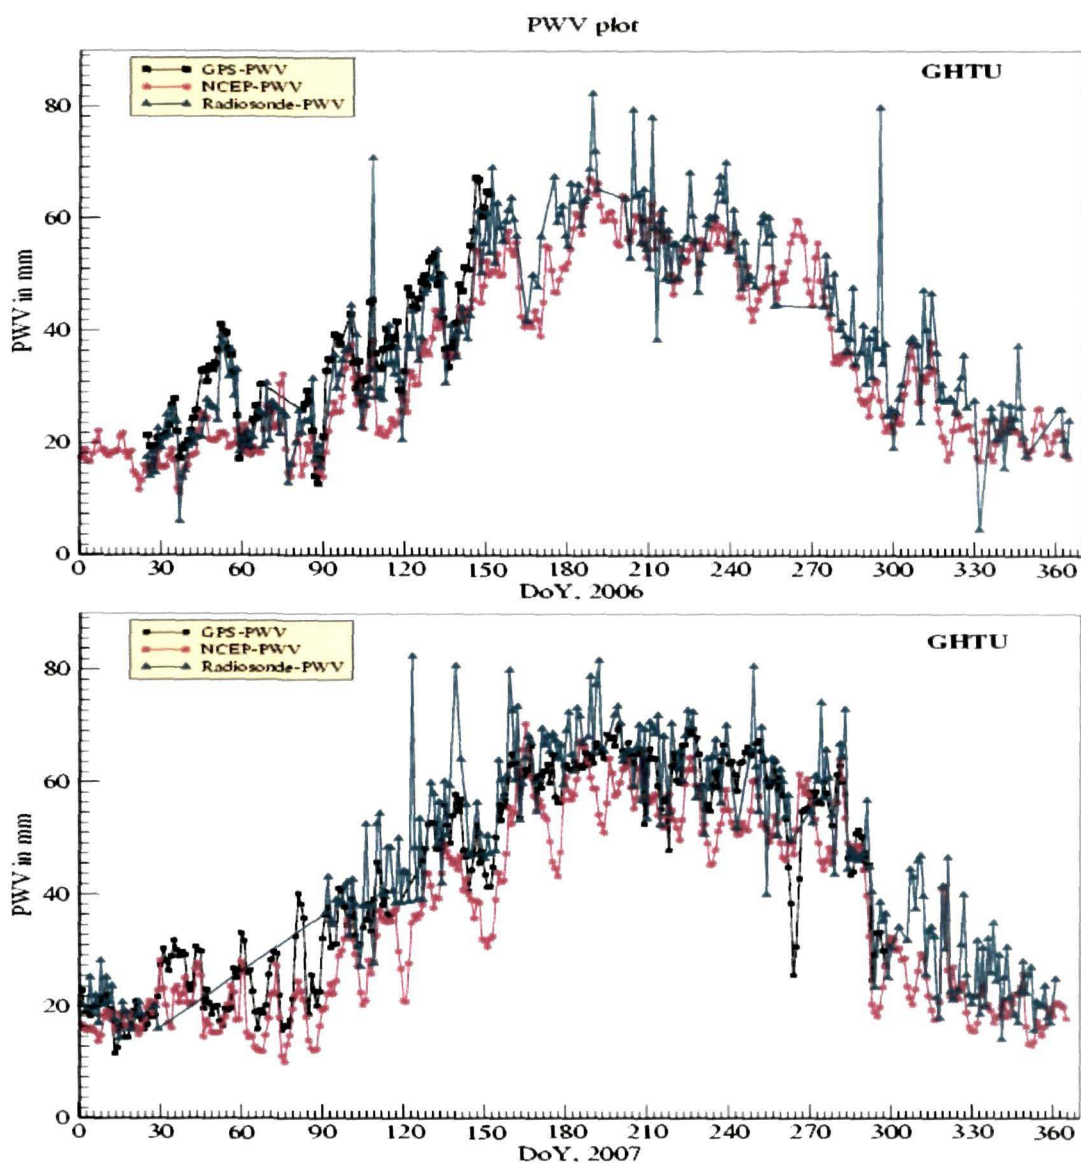 PWV plot
GPS-PWV
NCEP-PWV
Radiosonde-PWV
GHTU
80
60
40
20
0
PWV in mm
0 30 60 90 120 150 180 210 240 270 300 330 360
DoY, 2006
GPS-PWV
NCEP-PWV
Radiosonde-PWV
GHTU
80
60
40
20
0
PWV in mm
0 30 60 90 120 150 180 210 240 270 300 330 360
DoY, 2007